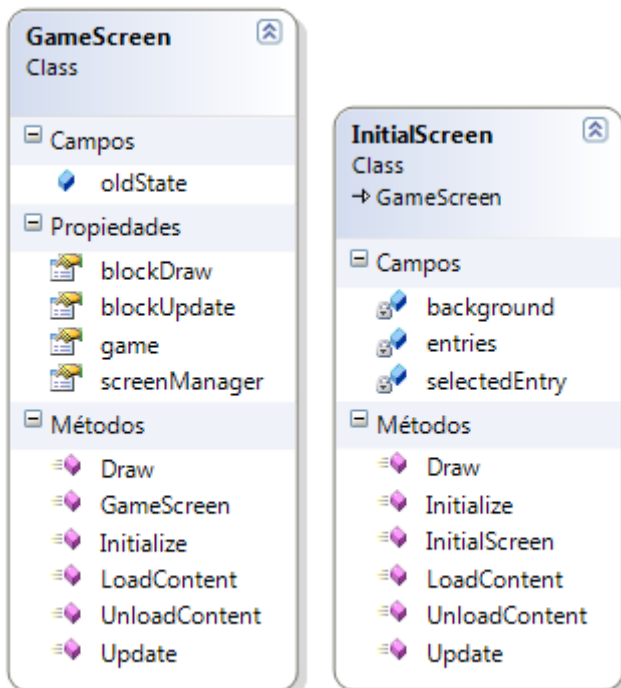 GameScreen
Class
Campos
oldState
Propiedades
blockDraw
blockUpdate
game
screenManager
Métodos
Draw
GameScreen
Initialize
LoadContent
UnloadContent
Update
InitialScreen
Class
GameScreen
Campos
background
entries
selectedEntry
Métodos
Draw
Initialize
InitialScreen
LoadContent
UnloadContent
Update